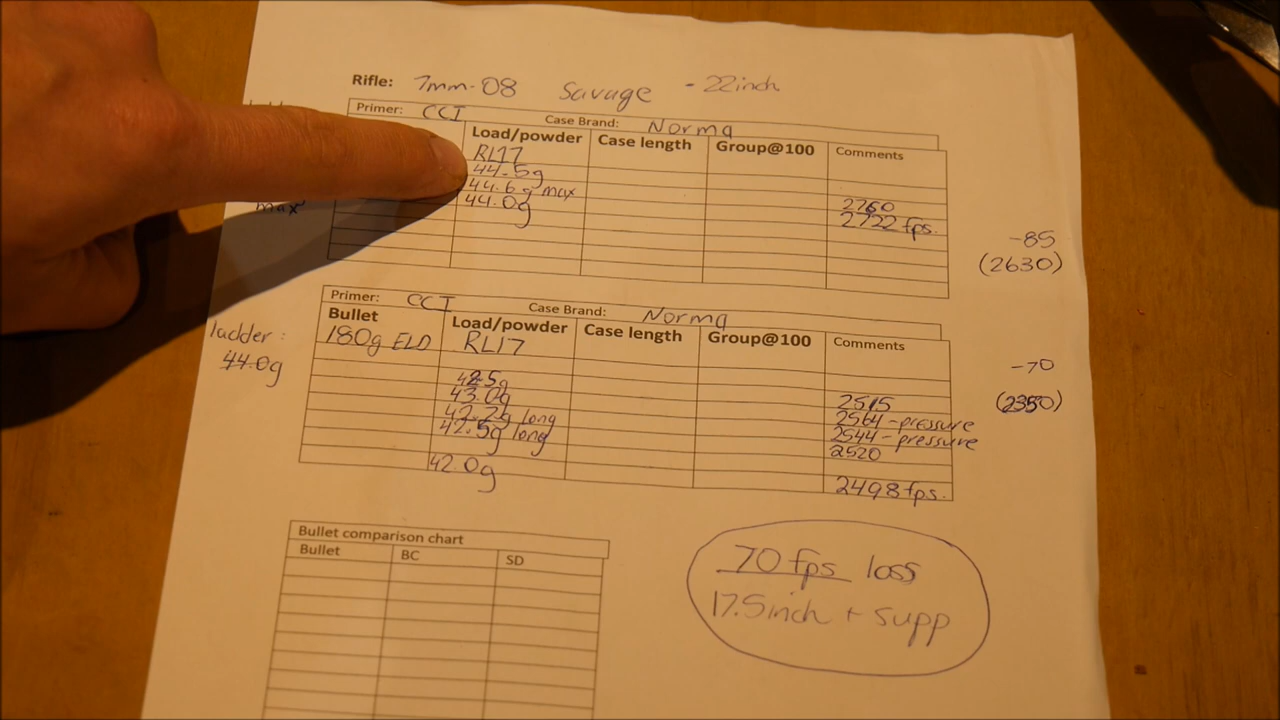 Rifle: 7mm-08 Savage - 22inch
Primer: CCI Case Brand: Norma
Load/powder Case length Group@100 Comments
RL17
44.5g
44.6g max 2760
44.0g 2722 fps.
max
-85
(2630)
Primer: CCI Case Brand: Norma
Bullet Load/powder Case length Group@100 Comments
ladder: 180g ELD RL17
44.0g -70
42.5g 2515
43.0g 2564 - pressure
42.2g long 2544 - pressure
42.5g long 2520
42.0g 2498 fps.
Bullet comparison chart
Bullet BC SD
70 fps loss
17.5inch + supp